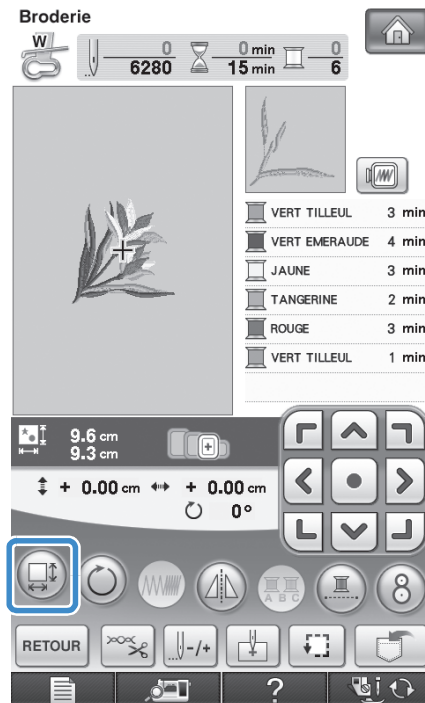 Broderie
W
0 0 min 0
6280 15 min 6
VERT TILLEUL 3 min
VERT EMERAUDE 4 min
JAUNE 3 min
TANGERINE 2 min
ROUGE 3 min
VERT TILLEUL 1 min
9.6 cm
9.3 cm
+ 0.00 cm + 0.00 cm
0°
A B C
8
RETOUR
-/+
?